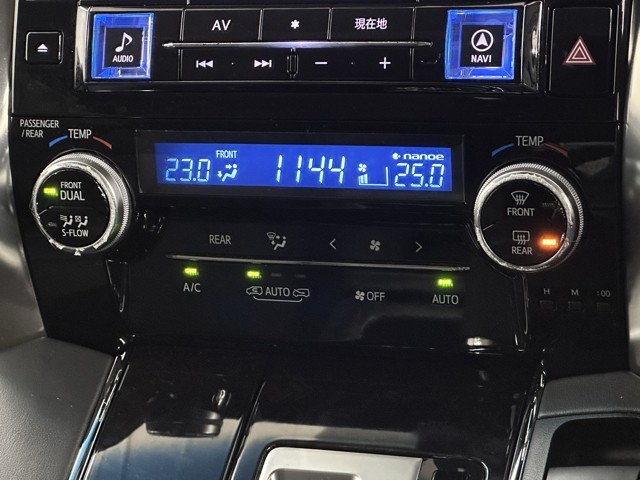 AV
現在地
AUDIO
NAVI
PASSENGER
/REAR
TEMP
FRONT
23.0
1144
nanoe
25.0
TEMP
FRONT
DUAL
S-FLOW
FRONT
REAR
REAR
A/C
AUTO
OFF
AUTO
H
M
:00